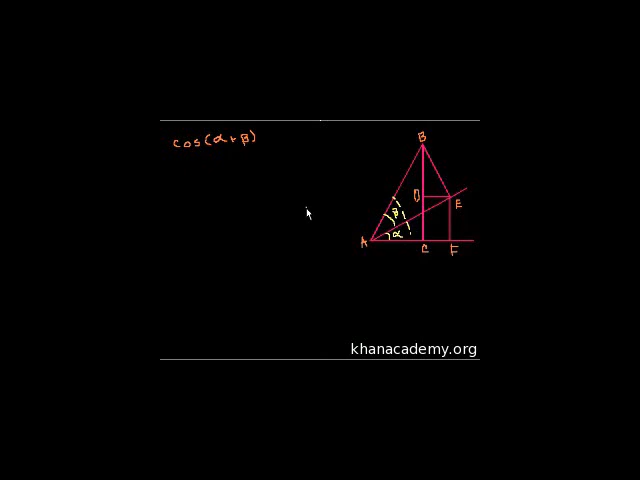 cos(α+β)
B
D
E
β
α
A
C
F
khanacademy.org